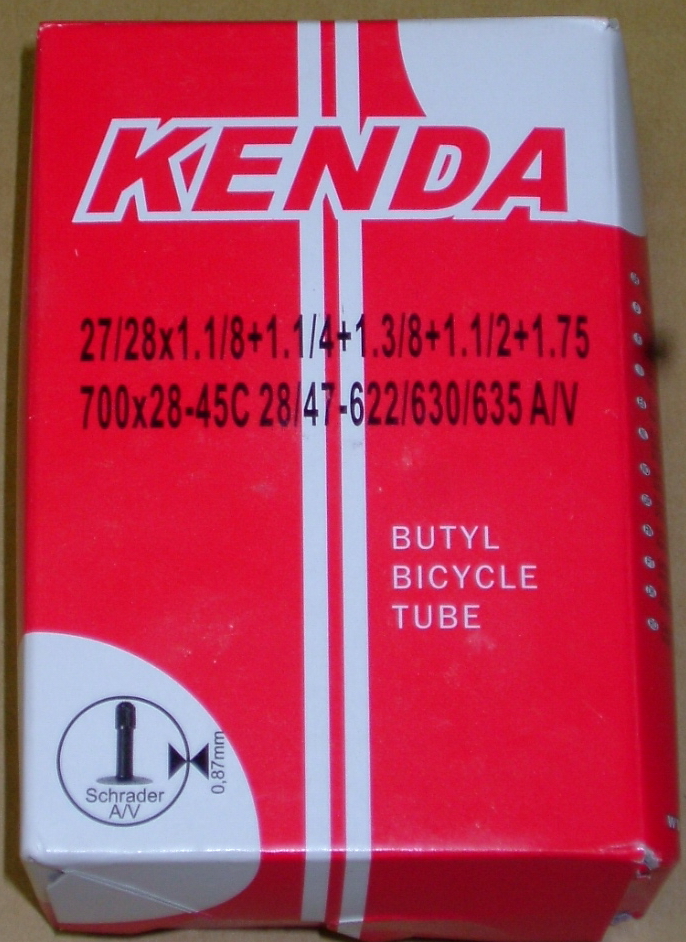 KENDA
27/28x1.1/8+1.1/4+1.3/8+1.1/2+1.75
700x28-45C 28/47-622/630/635 A/V
BUTYL
BICYCLE
TUBE
0,87mm
Schrader
A/V